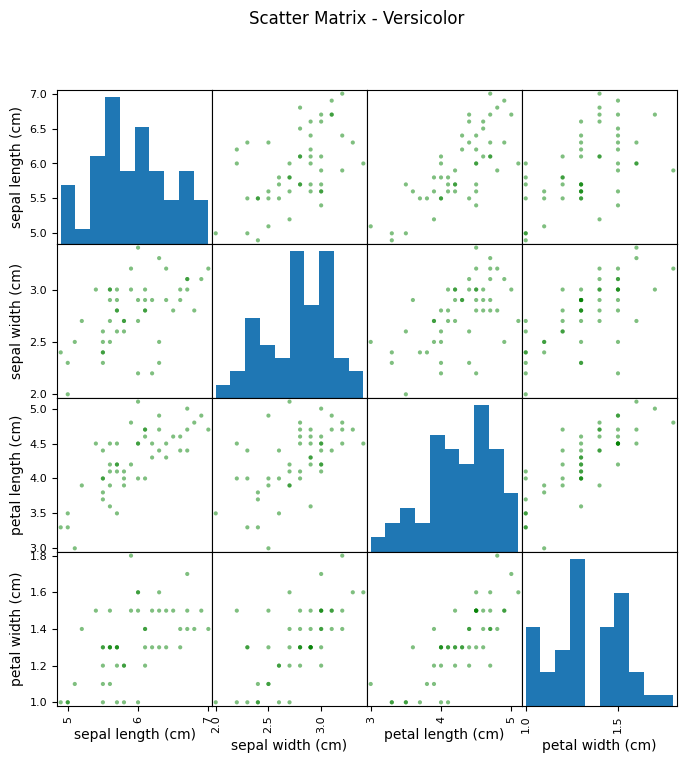 Scatter Matrix - Versicolor
sepal length (cm)
7.0
6.5
6.0
5.5
5.0
sepal width (cm)
3.0
2.5
2.0
petal length (cm)
5.0
4.5
4.0
3.5
3.0
petal width (cm)
1.8
1.6
1.4
1.2
1.0
5 6 7
sepal length (cm)
2.0 2.5 3.0
sepal width (cm)
3 4 5
petal length (cm)
1.0 1.5
petal width (cm)